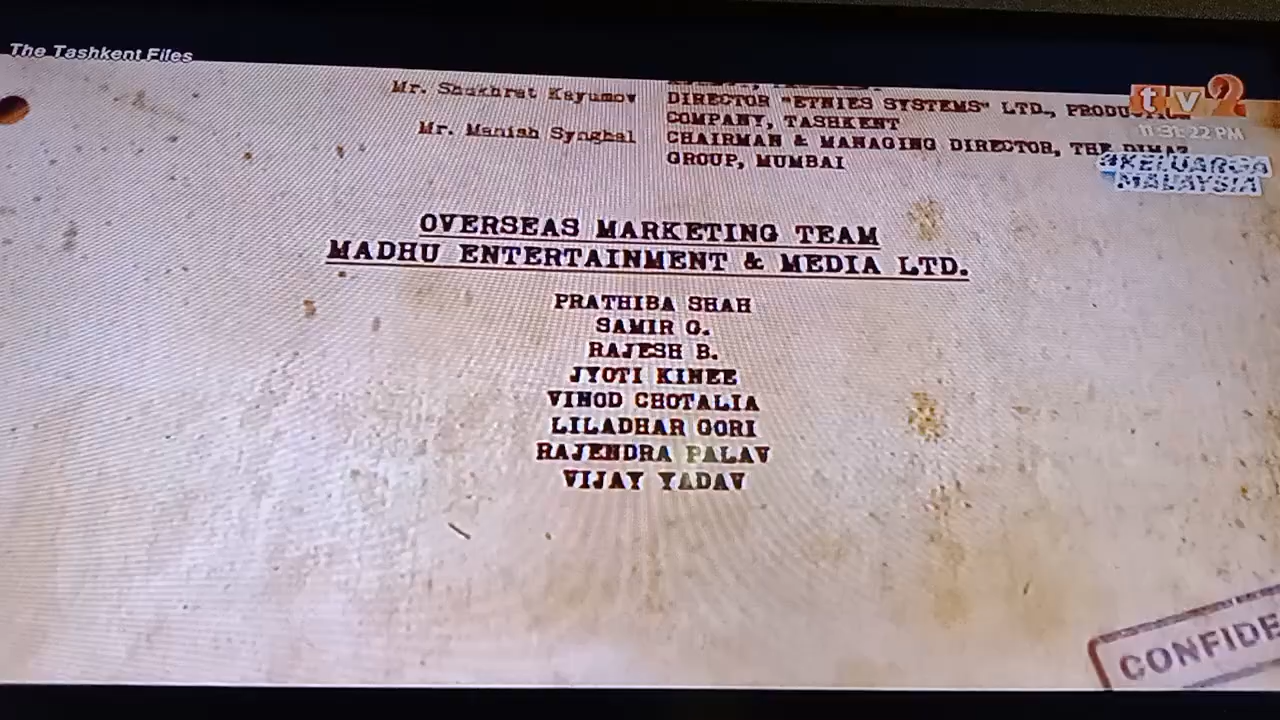 The Tashkent Files
Mr. Shukhrat Kayumov
DIRECTOR "ETNIES SYSTEMS" LTD.,
COMPANY, TASHKENT
Mr. Manish Synghal
CHAIRMAN & MANAGING DIRECTOR, THE
GROUP, MUMBAI
tv2
11:31:22 PM
#KELUARGA
MALAYSIA
OVERSEAS MARKETING TEAM
MADHU ENTERTAINMENT & MEDIA LTD.
PRATHIBA SHAH
SAMIR G.
RAJESH B.
JYOTI KINEE
VINOD CHOTALIA
LILADHAR GORI
RAJENDRA PALAV
VIJAY YADAV
CONFIDE